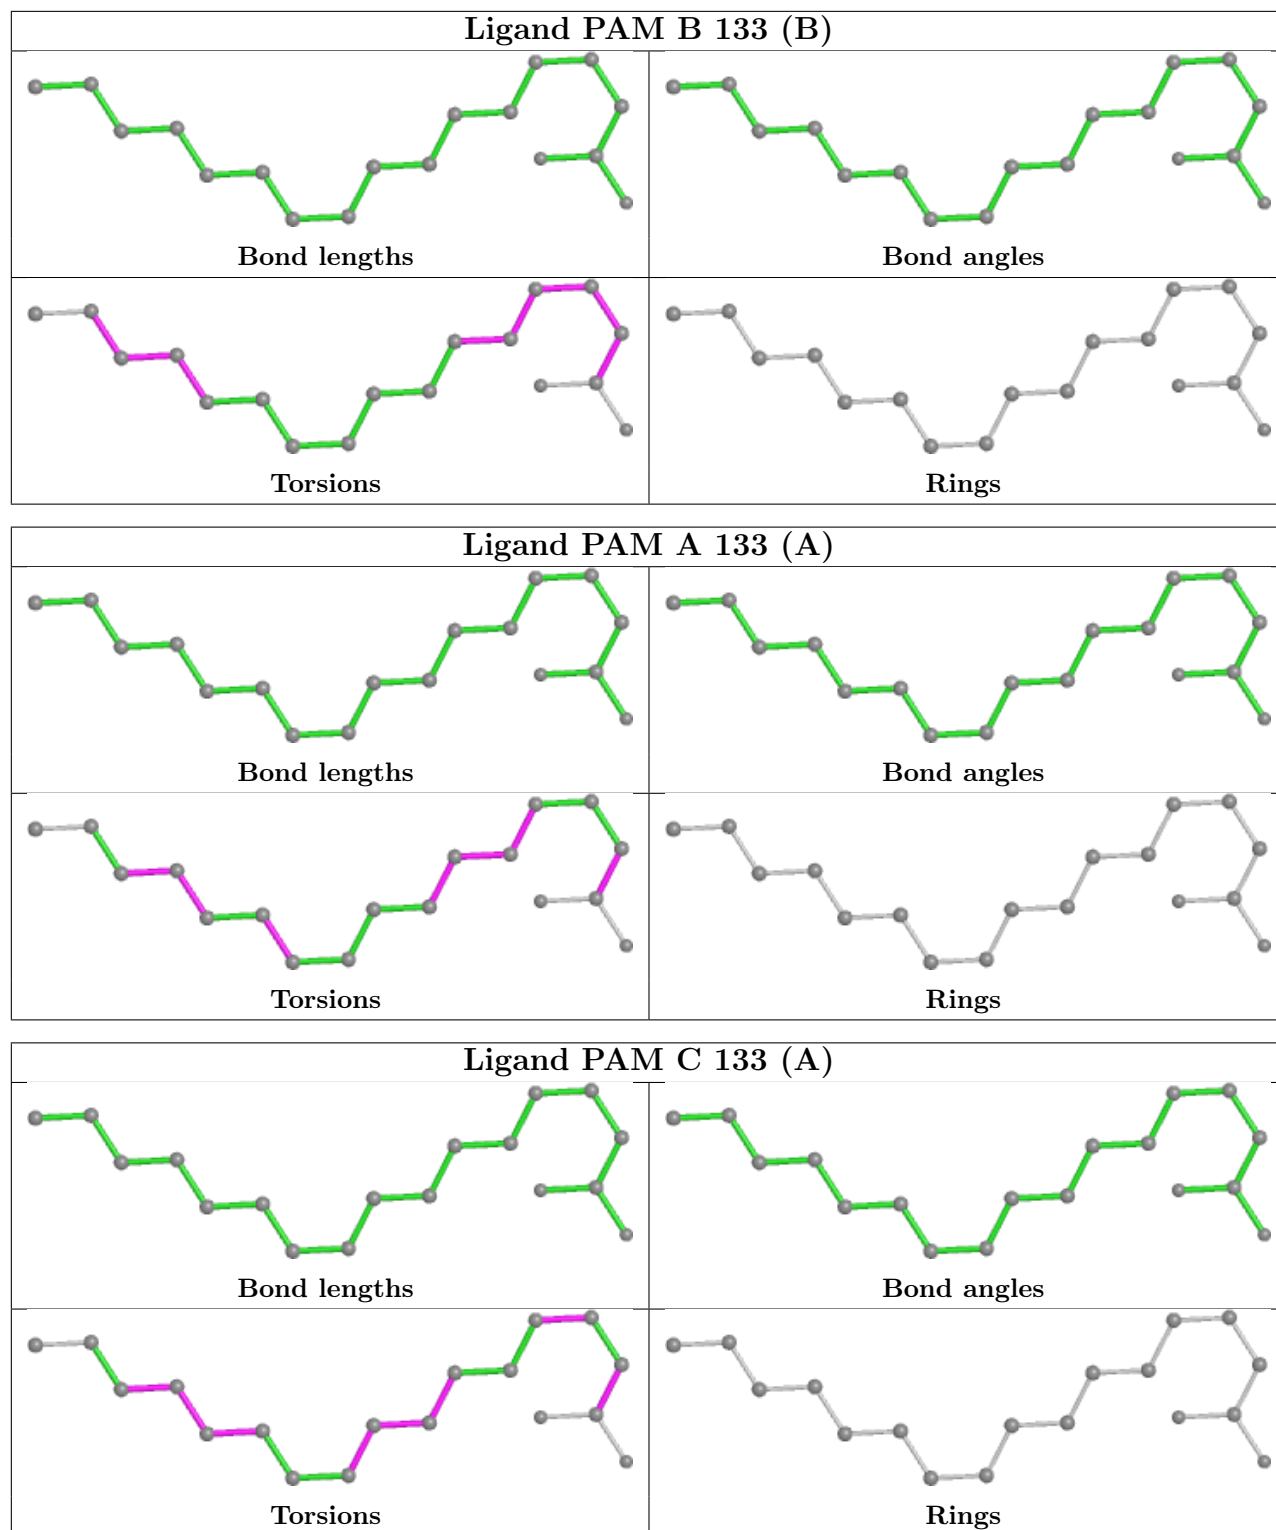 Ligand PAM B 133 (B)
Bond lengths
Bond angles
Torsions
Rings
Ligand PAM A 133 (A)
Bond lengths
Bond angles
Torsions
Rings
Ligand PAM C 133 (A)
Bond lengths
Bond angles
Torsions
Rings